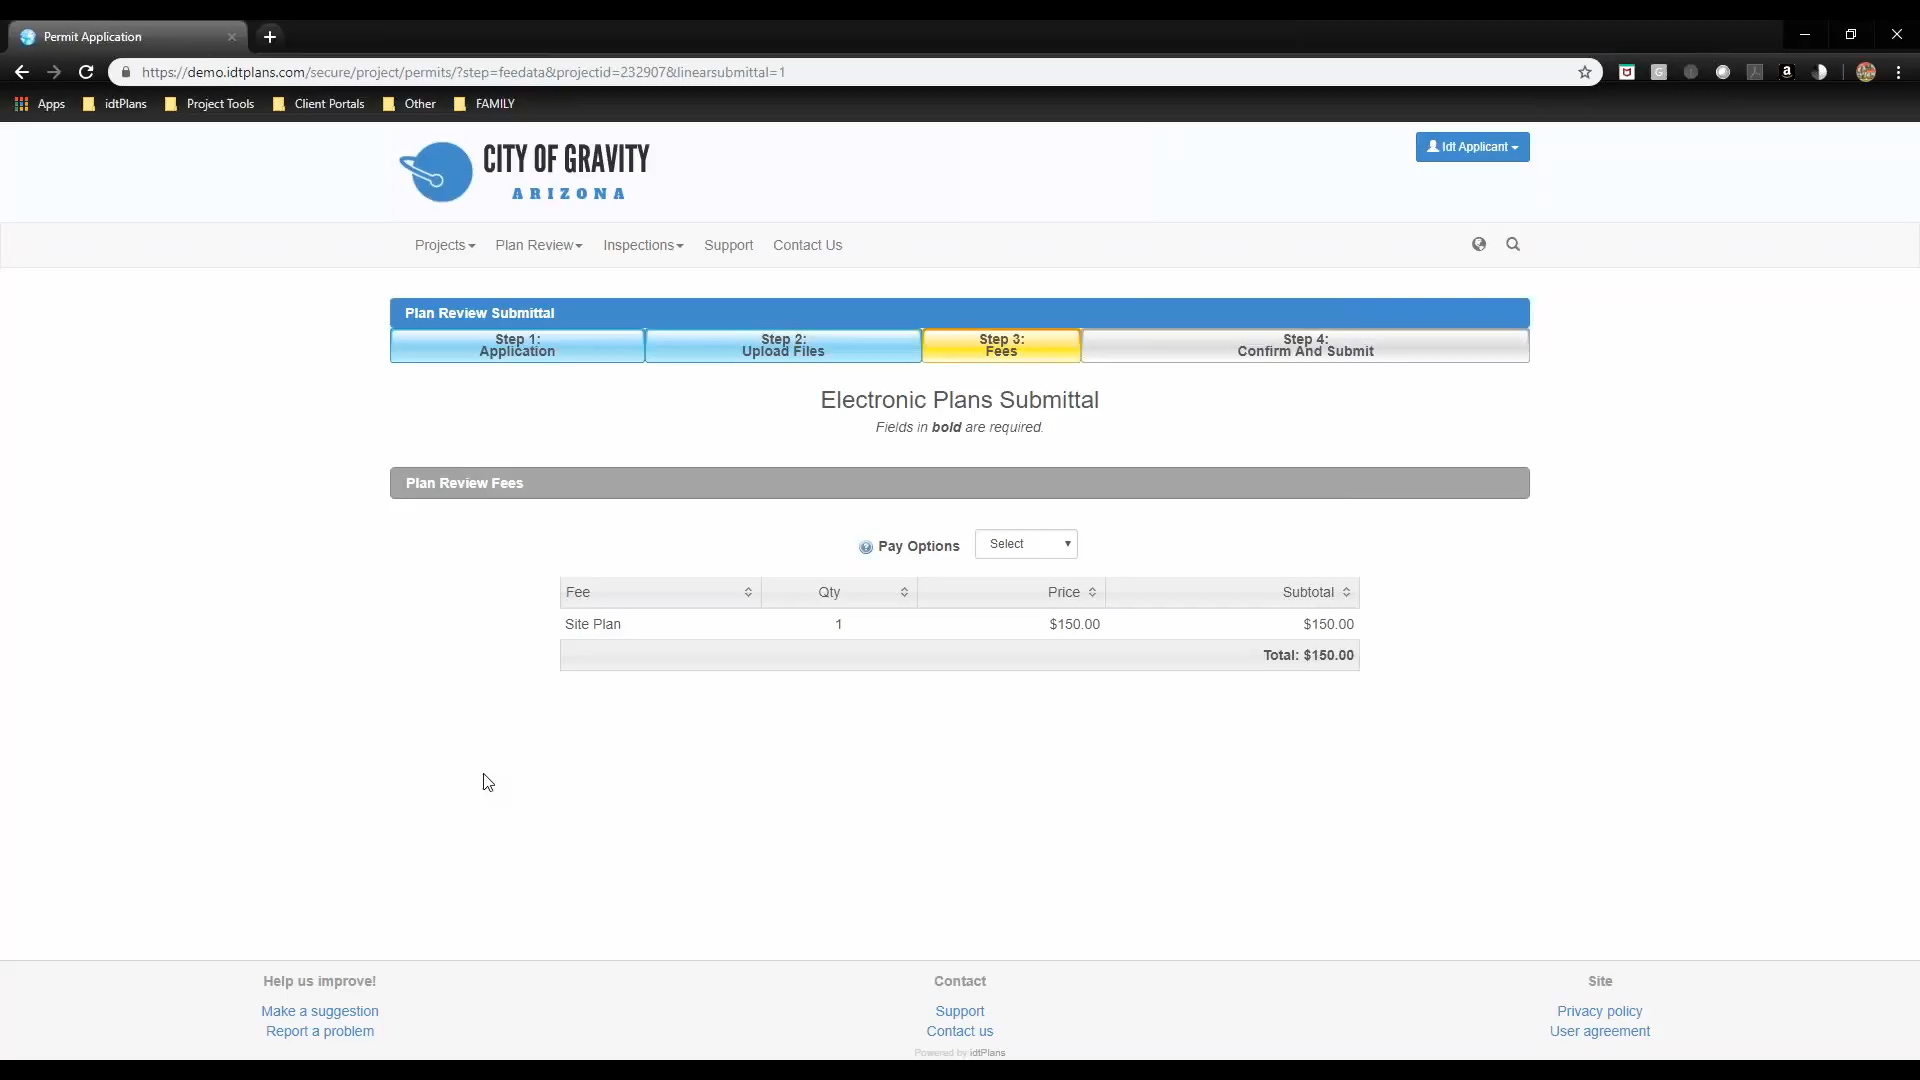 Permit Application
https://demo.idtplans.com/secure/project/permits/?step=feedata&projectid=232907&linearsubmittal=1
Apps idtPlans Project Tools Client Portals Other FAMILY
CITY OF GRAVITY
ARIZONA
Idt Applicant
Projects Plan Review Inspections Support Contact Us
Plan Review Submittal
Step 1:
Application
Step 2:
Upload Files
Step 3:
Fees
Step 4:
Confirm And Submit
Electronic Plans Submittal
Fields in bold are required.
Plan Review Fees
Pay Options Select
Fee Qty Price Subtotal
Site Plan 1 $150.00 $150.00
Total: $150.00
Help us improve!
Make a suggestion
Report a problem
Contact
Support
Contact us
Powered by idtPlans
Site
Privacy policy
User agreement